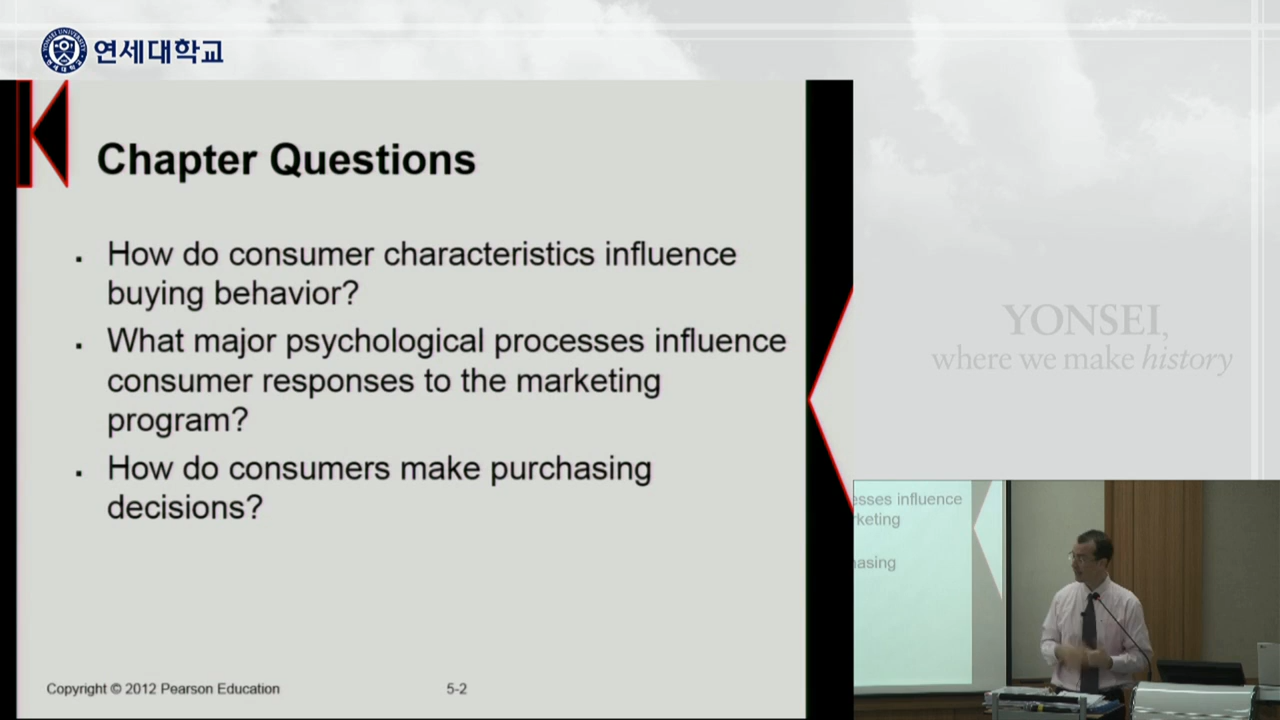 연세대학교
Chapter Questions
▪ How do consumer characteristics influence
buying behavior?
▪ What major psychological processes influence
consumer responses to the marketing
program?
▪ How do consumers make purchasing
decisions?
Copyright © 2012 Pearson Education
5-2
YONSEI,
where we make history
esses influence
rketing
hasing